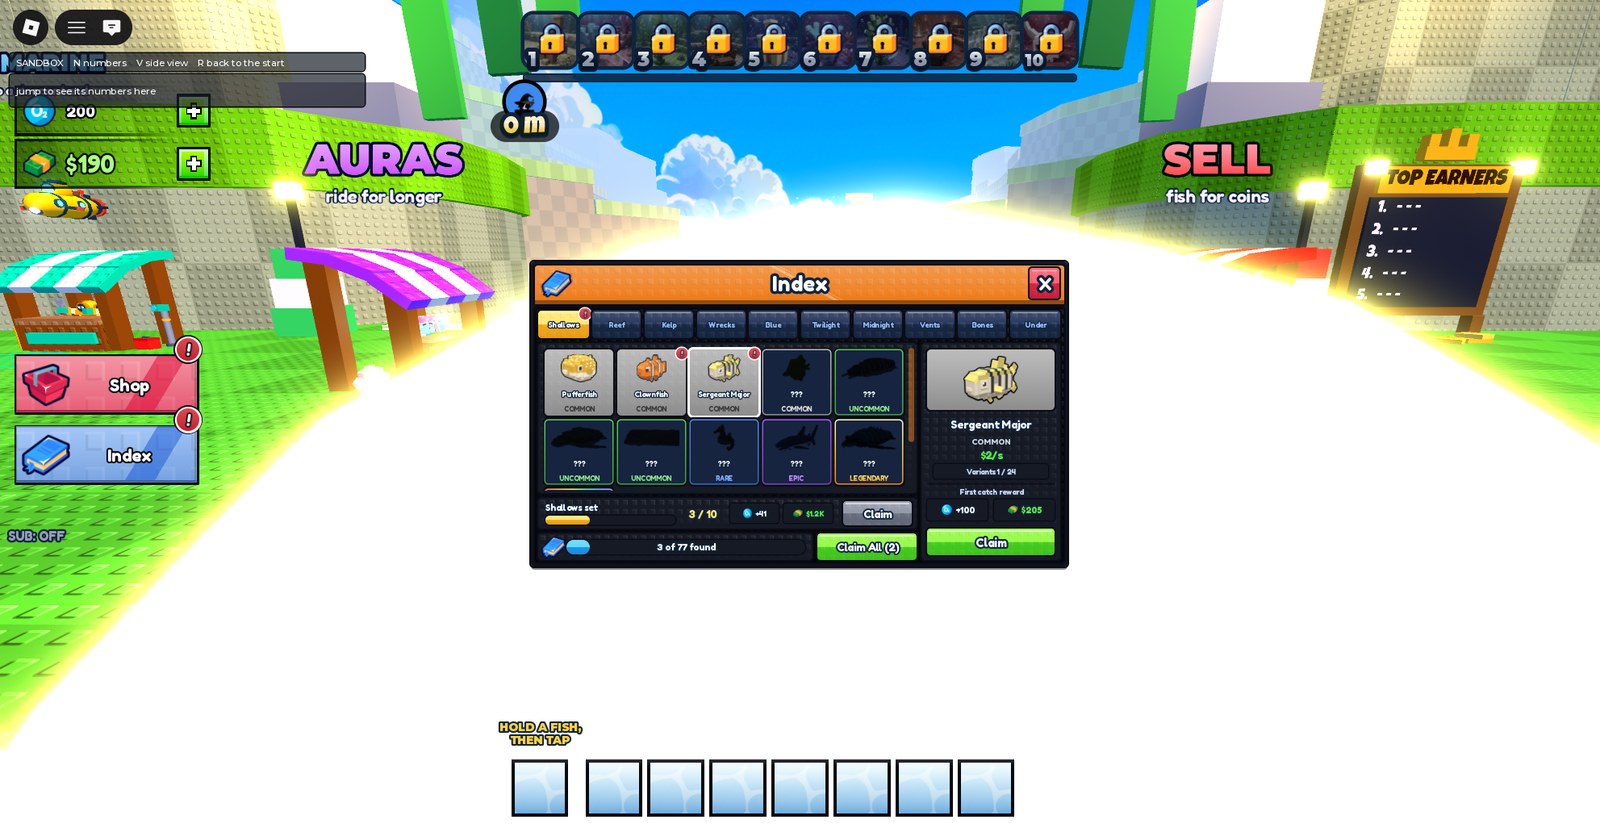 SANDBOX N numbers V side view R back to the start
jump to see its numbers here
O₂ 200 +
$190 +
1 2 3 4 5 6 7 8 9 10
0 m
AURAS
ride for longer
SELL
fish for coins
TOP EARNERS
1. ---
2. ---
3. ---
4. ---
5. ---
Shop !
Index !
SUB: OFF
Index X
Shallows Reef Kelp Wrecks Blue Twilight Midnight Vents Bones Under
Pufferfish
COMMON
Clownfish
COMMON
Sergeant Major
COMMON
???
COMMON
???
UNCOMMON
???
UNCOMMON
???
UNCOMMON
???
RARE
???
EPIC
???
LEGENDARY
Shallows set
3 / 10
+41
$1.2K
Claim
3 of 77 found
Claim All (2)
Sergeant Major
COMMON
$2/s
Variants 1 / 24
First catch reward
+100
$205
Claim
HOLD A FISH,
THEN TAP